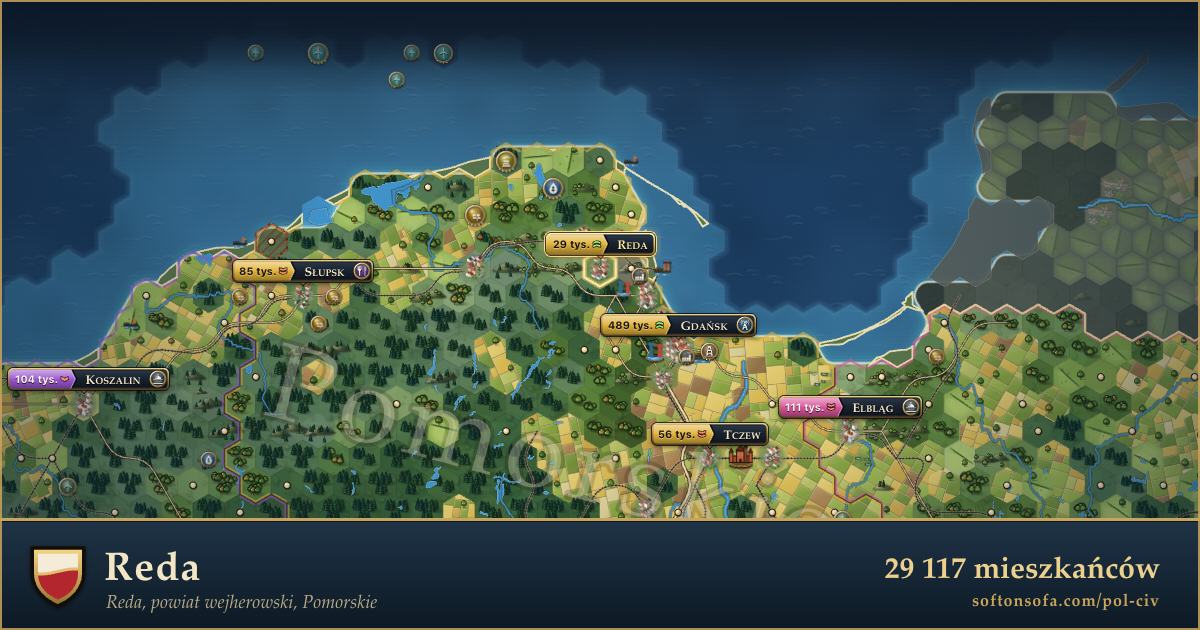 29 tys. REDA
85 tys. SŁUPSK
489 tys. GDAŃSK
104 tys. KOSZALIN
111 tys. ELBLĄG
56 tys. TCZEW
Pomorskie
Reda
29 117 mieszkańców
Reda, powiat wejherowski, Pomorskie
softonsofa.com/pol-civ